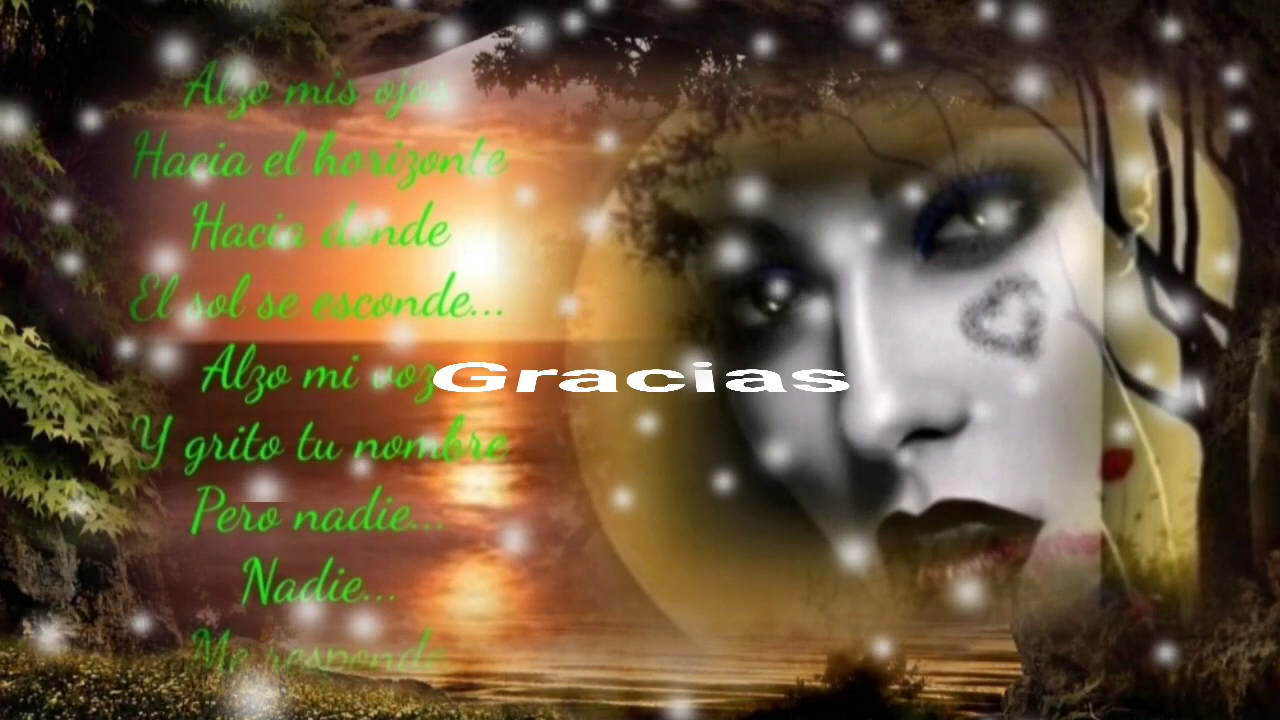 Alzo mis ojos
Hacia el horizonte
Hacia donde
El sol se esconde...
Alzo mi voz
Gracias
Y grito tu nombre
Pero nadie...
Nadie...
Me responde